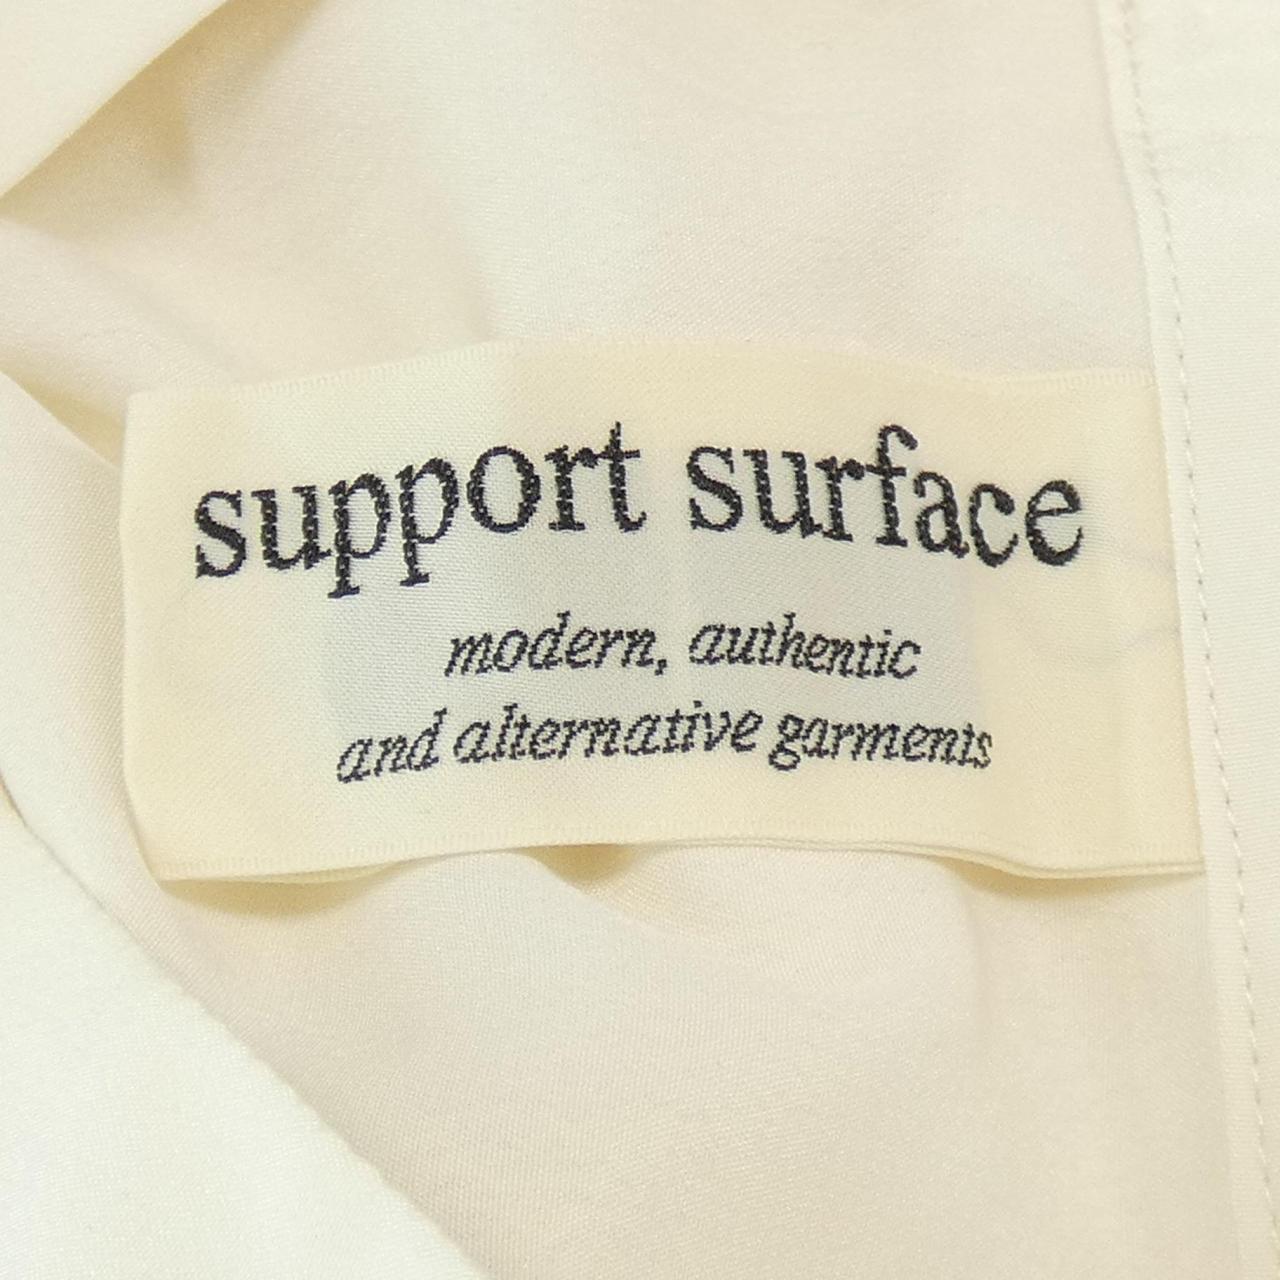 support surface
modern, authentic
and alternative garments